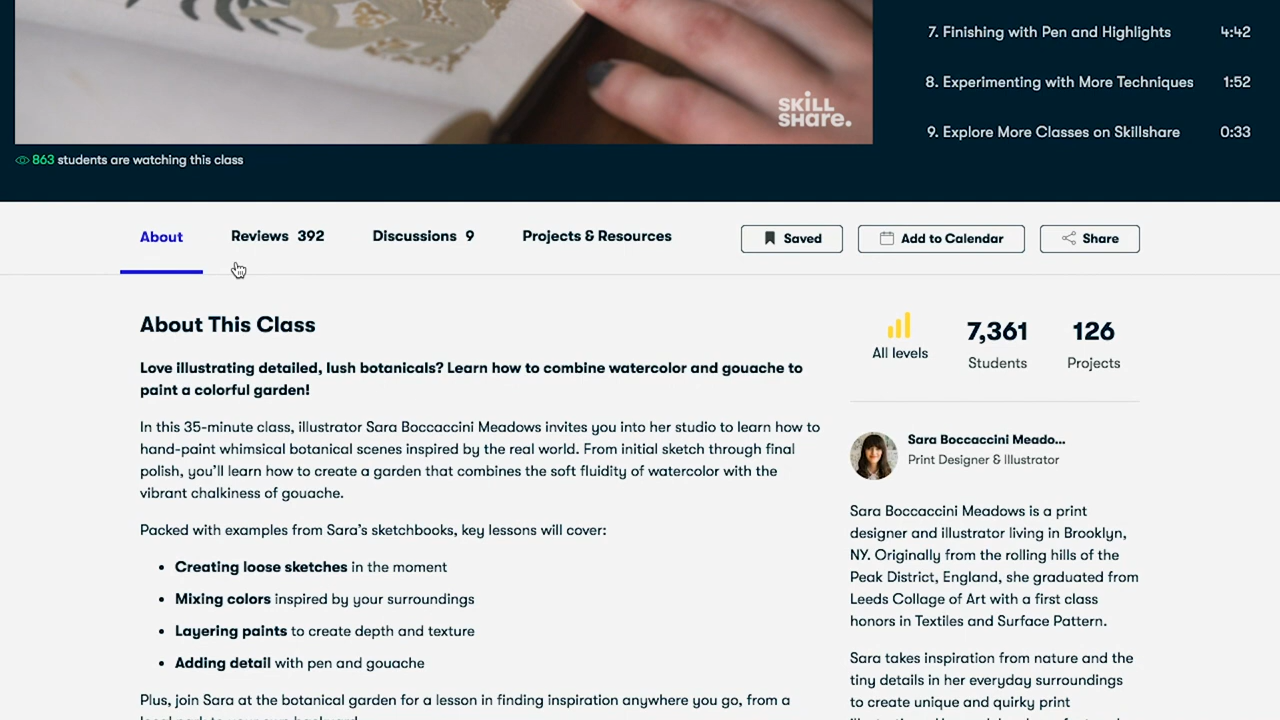 7. Finishing with Pen and Highlights 4:42
8. Experimenting with More Techniques 1:52
9. Explore More Classes on Skillshare 0:33
SKILL
SHare.
863 students are watching this class
About Reviews 392 Discussions 9 Projects & Resources Saved Add to Calendar Share
About This Class
Love illustrating detailed, lush botanicals? Learn how to combine watercolor and gouache to
paint a colorful garden!
In this 35-minute class, illustrator Sara Boccaccini Meadows invites you into her studio to learn how to
hand-paint whimsical botanical scenes inspired by the real world. From initial sketch through final
polish, you'll learn how to create a garden that combines the soft fluidity of watercolor with the
vibrant chalkiness of gouache.
Packed with examples from Sara's sketchbooks, key lessons will cover:
• Creating loose sketches in the moment
• Mixing colors inspired by your surroundings
• Layering paints to create depth and texture
• Adding detail with pen and gouache
Plus, join Sara at the botanical garden for a lesson in finding inspiration anywhere you go, from a
All levels
7,361
Students
126
Projects
Sara Boccaccini Meado...
Print Designer & Illustrator
Sara Boccaccini Meadows is a print
designer and illustrator living in Brooklyn,
NY. Originally from the rolling hills of the
Peak District, England, she graduated from
Leeds Collage of Art with a first class
honors in Textiles and Surface Pattern.
Sara takes inspiration from nature and the
tiny details in her everyday surroundings
to create unique and quirky print